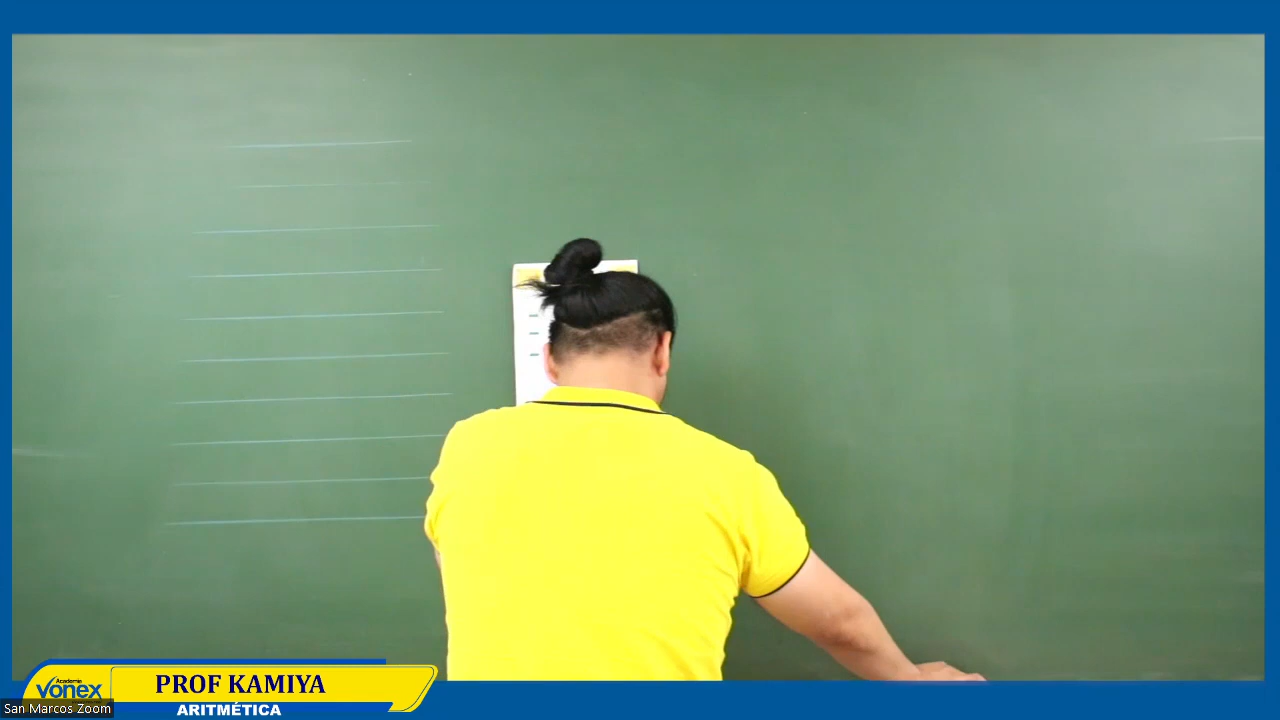 PROF KAMIYA
Academia
vonex
San Marcos Zoom
ARITMÉTICA